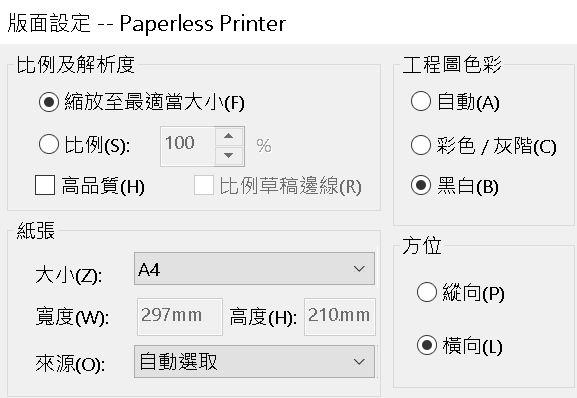 版面設定 -- Paperless Printer
比例及解析度
縮放至最適當大小(F)
比例(S):
100
%
高品質(H)
比例草稿邊線(R)
工程圖色彩
自動(A)
彩色 / 灰階(C)
黑白(B)
紙張
大小(Z):
A4
寬度(W):
297mm
高度(H):
210.mm
來源(O):
自動選取
方位
縱向(P)
橫向(L)